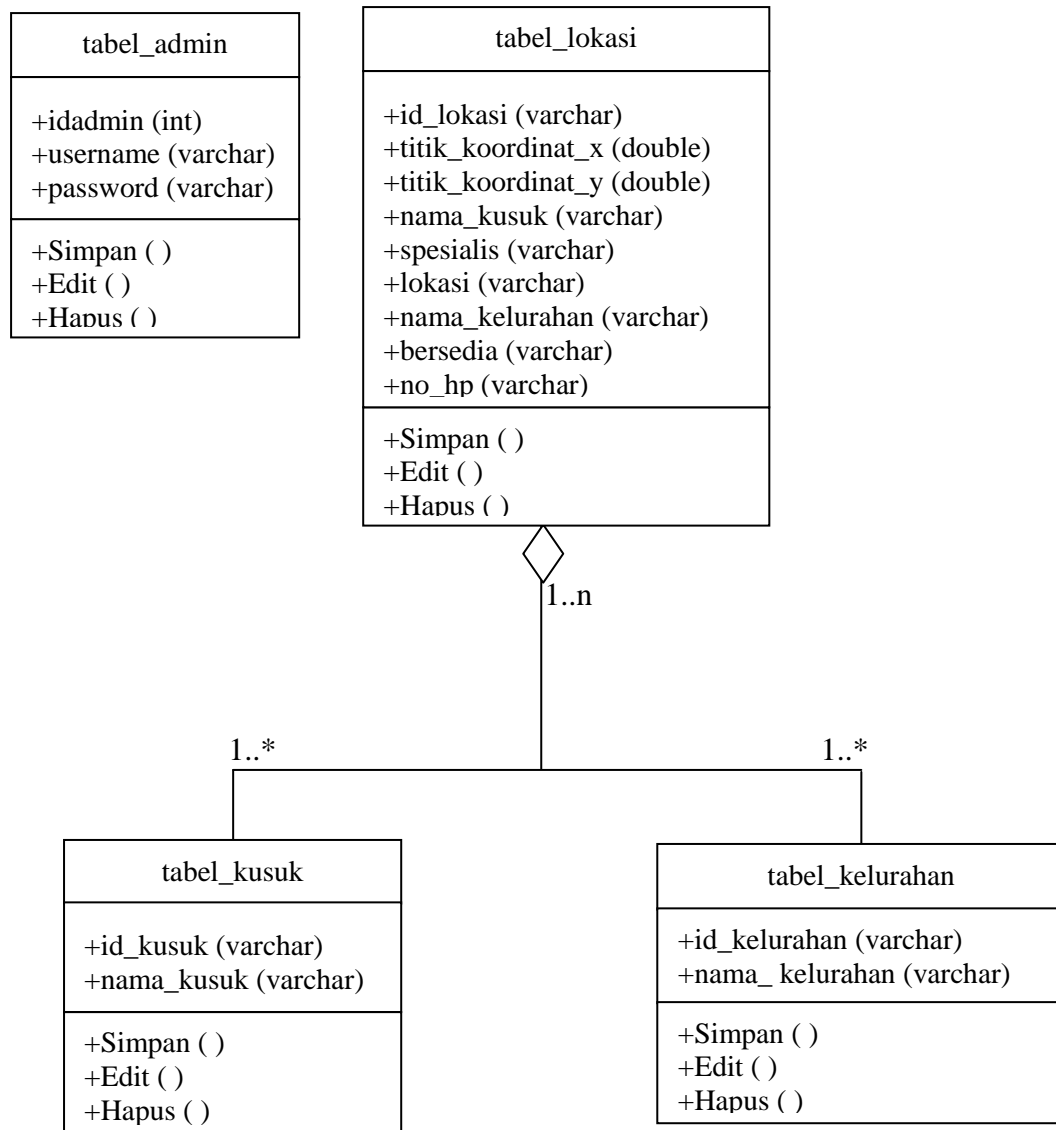 tabel_admin
+idadmin (int)
+username (varchar)
+password (varchar)
+Simpan ( )
+Edit ( )
+Hapus ( )
tabel_lokasi
+id_lokasi (varchar)
+titik_koordinat_x (double)
+titik_koordinat_y (double)
+nama_kusuk (varchar)
+spesialis (varchar)
+lokasi (varchar)
+nama_kelurahan (varchar)
+bersedia (varchar)
+no_hp (varchar)
+Simpan ( )
+Edit ( )
+Hapus ( )
1..n
1..*
1..*
tabel_kusuk
+id_kusuk (varchar)
+nama_kusuk (varchar)
+Simpan ( )
+Edit ( )
+Hapus ( )
tabel_kelurahan
+id_kelurahan (varchar)
+nama_ kelurahan (varchar)
+Simpan ( )
+Edit ( )
+Hapus ( )